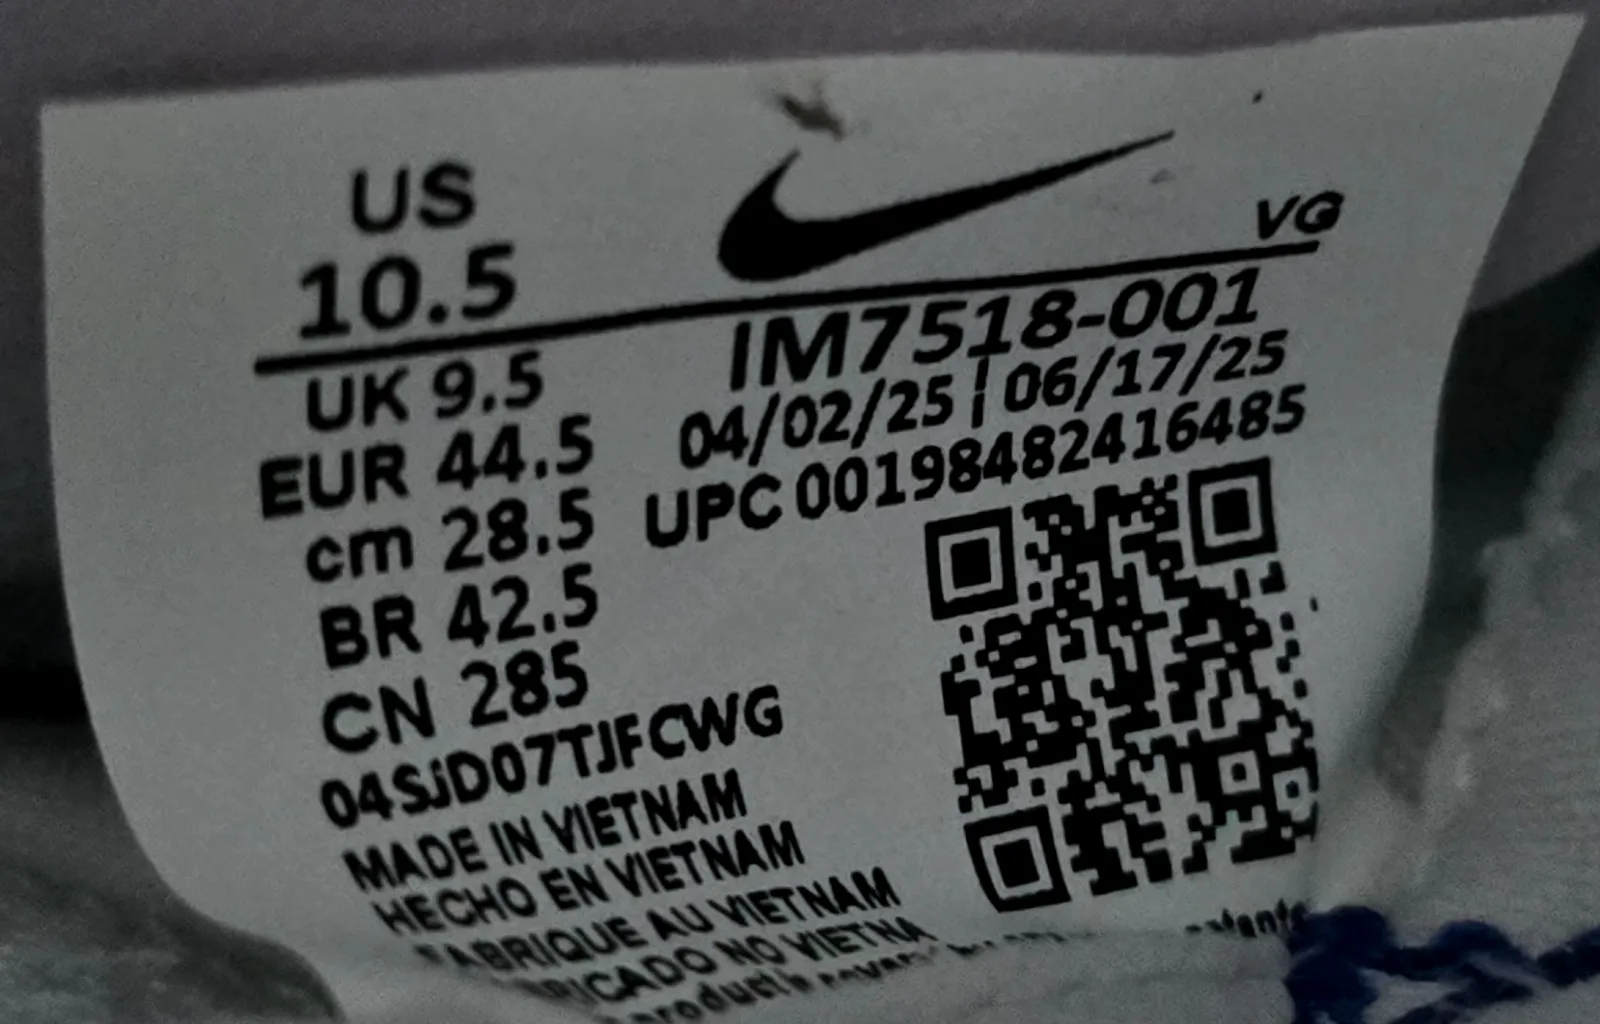 US
10.5
VG
UK 9.5
EUR 44.5
cm 28.5
BR 42.5
CN 285
IM7518-001
04/02/25 | 06/17/25
UPC 00198482416485
04SJD07TJFCWG
MADE IN VIETNAM
HECHO EN VIETNAM
FABRIQUE AU VIETNAM
NO